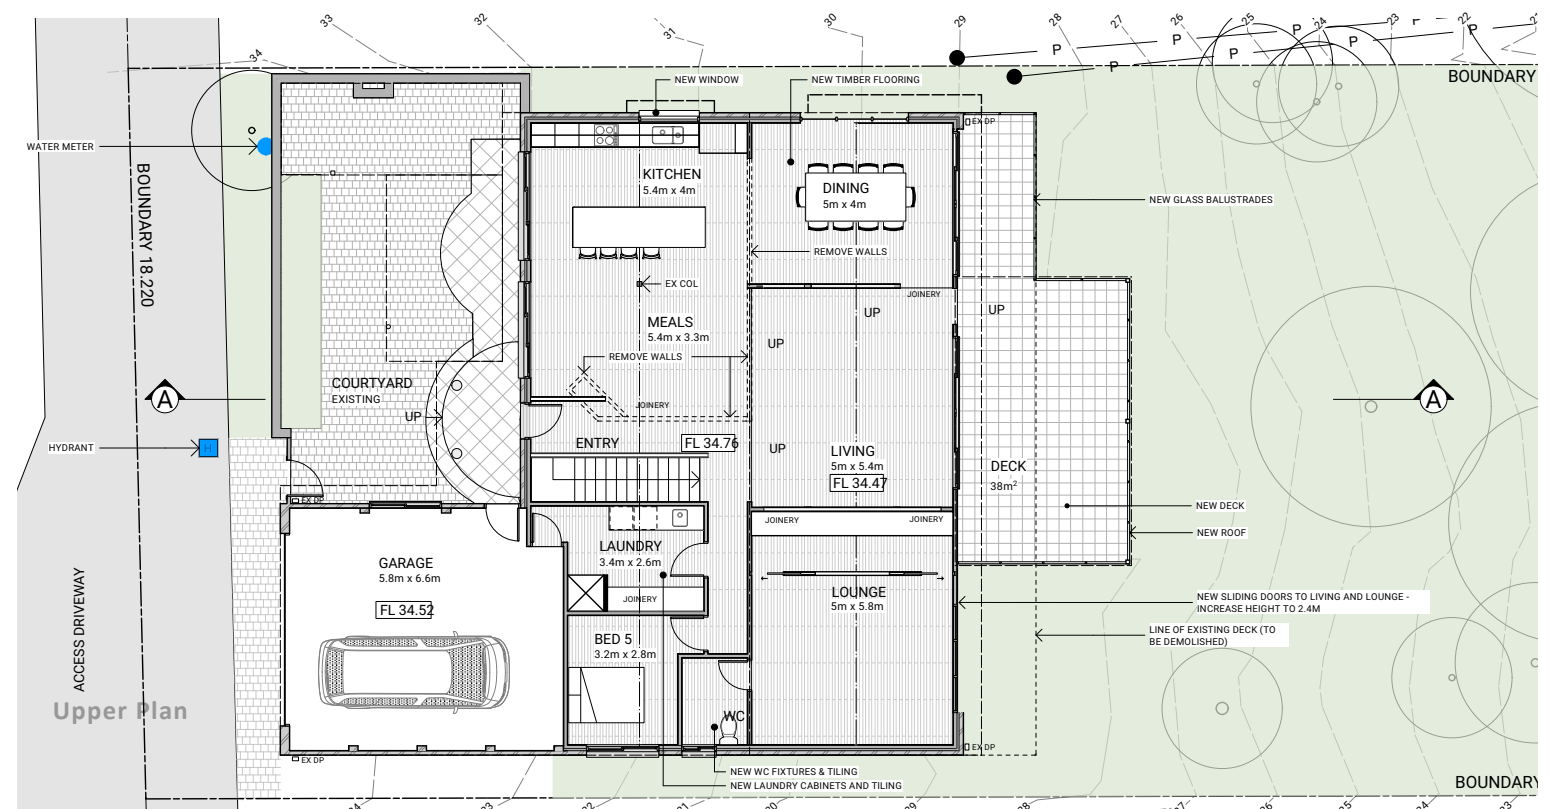 33
32
31
30
29
28
27
26
25
24
23
22
34
P
P
P
P
P
P
BOUNDARY
NEW WINDOW
NEW TIMBER FLOORING
EX DP
WATER METER
BOUNDARY 18.220
KITCHEN
5.4m x 4m
DINING
5m x 4m
NEW GLASS BALUSTRADES
REMOVE WALLS
EX COL
JOINERY
UP
UP
MEALS
5.4m x 3.3m
UP
REMOVE WALLS
COURTYARD
EXISTING
A
A
JOINERY
UP
HYDRANT
H
ENTRY
FL 34.76
UP
LIVING
5m x 5.4m
FL 34.47
DECK
38m²
EX DP
NEW DECK
JOINERY
JOINERY
NEW ROOF
LAUNDRY
3.4m x 2.6m
GARAGE
5.8m x 6.6m
FL 34.52
JOINERY
LOUNGE
5m x 5.8m
NEW SLIDING DOORS TO LIVING AND LOUNGE -
INCREASE HEIGHT TO 2.4M
LINE OF EXISTING DECK (TO
BE DEMOLISHED)
ACCESS DRIVEWAY
BED 5
3.2m x 2.8m
Upper Plan
WC
EX DP
EX DP
NEW WC FIXTURES & TILING
NEW LAUNDRY CABINETS AND TILING
BOUNDARY